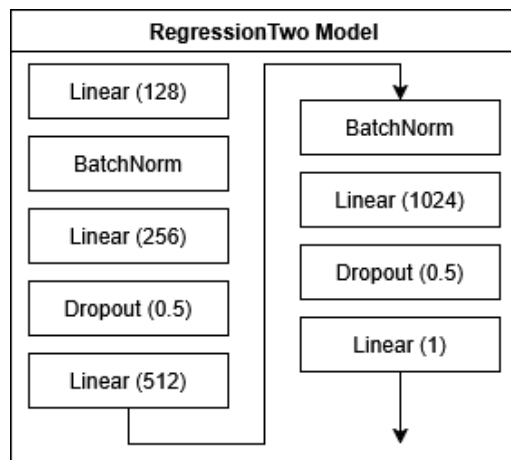 RegressionTwo Model
Linear (128)
BatchNorm
Linear (256)
Dropout (0.5)
Linear (512)
BatchNorm
Linear (1024)
Dropout (0.5)
Linear (1)